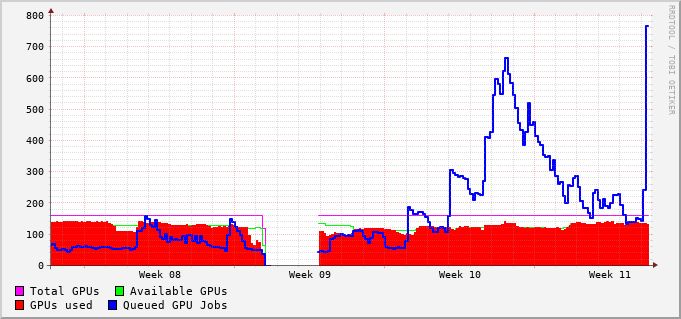 800
700
600
500
400
300
200
100
0
Week 08 Week 09 Week 10 Week 11
Total GPUs Available GPUs
GPUs used Queued GPU Jobs
RRDTOOL / TOBI OETIKER